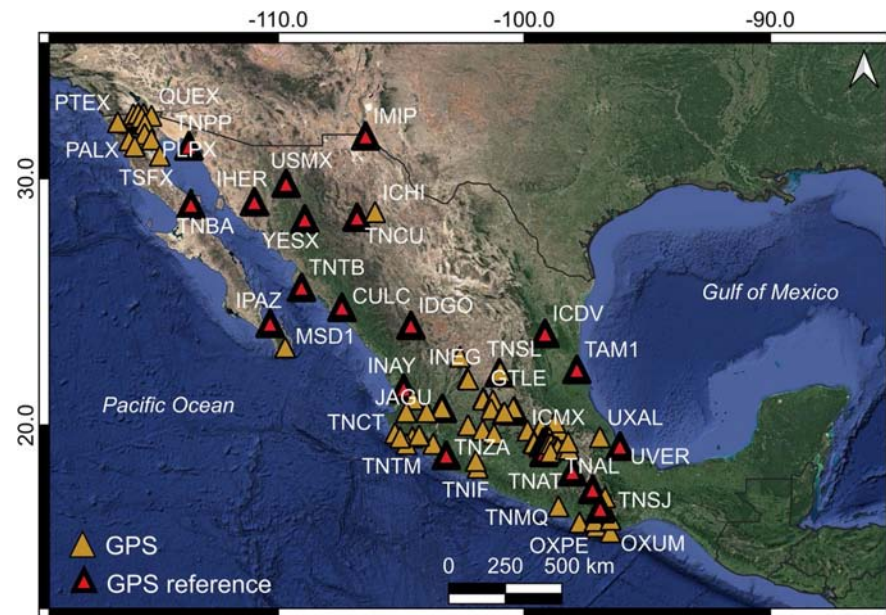 -110.0 -100.0 -90.0
PTEX
QUEX
TNPP
IMIP
PALX
PLPX
USMX
30.0
TSFX
IHER
ICHI
TNBA
YESX
TNCU
TNTB
IPAZ
CULC
IDGO
ICDV
Gulf of Mexico
MSD1
INEG
TNSL
TAM1
INAY
GTLE
JAGU
Pacific Ocean
TNCT
ICMX
UXAL
20.0
TNZA
UVER
TNTM
TNAT
TNAL
TNIF
TNSJ
TNMQ
GPS
OXPE
OXUM
0 250 500 km
GPS reference